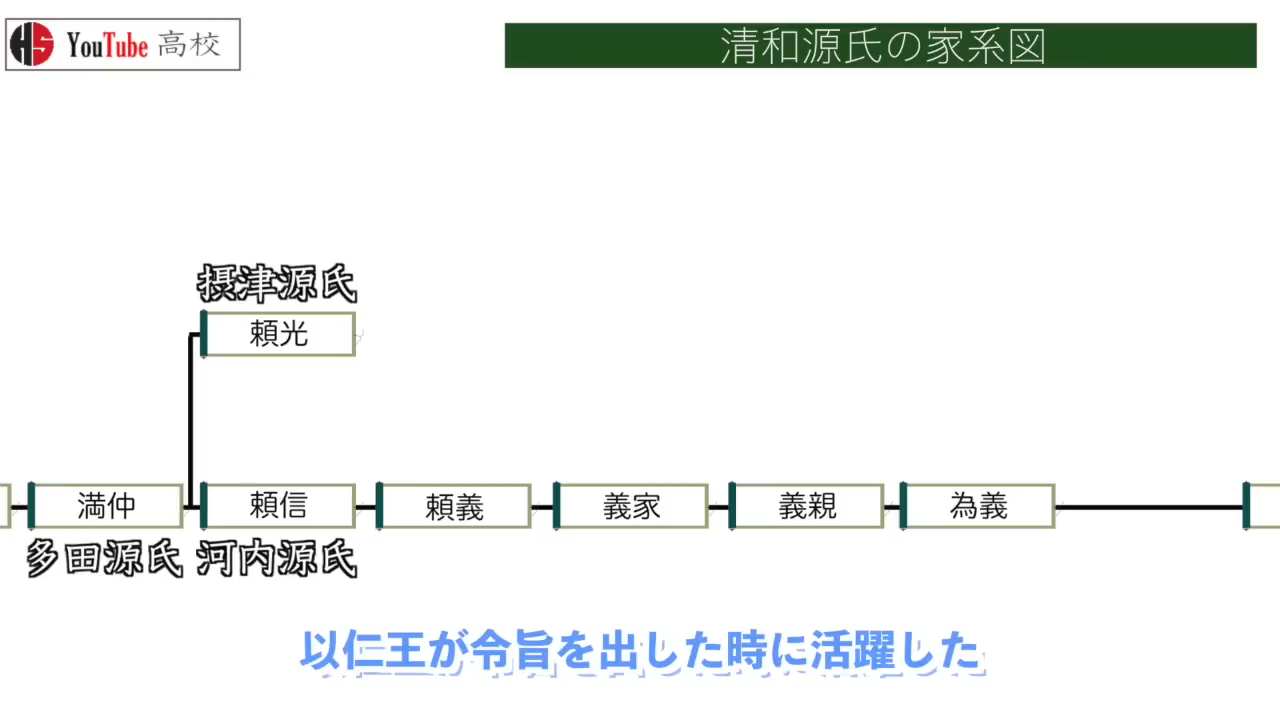 HS YouTube 高校
清和源氏の家系図
摂津源氏
頼光
満仲
頼信
頼義
義家
義親
為義
多田源氏
河内源氏
以仁王が令旨を出した時に活躍した